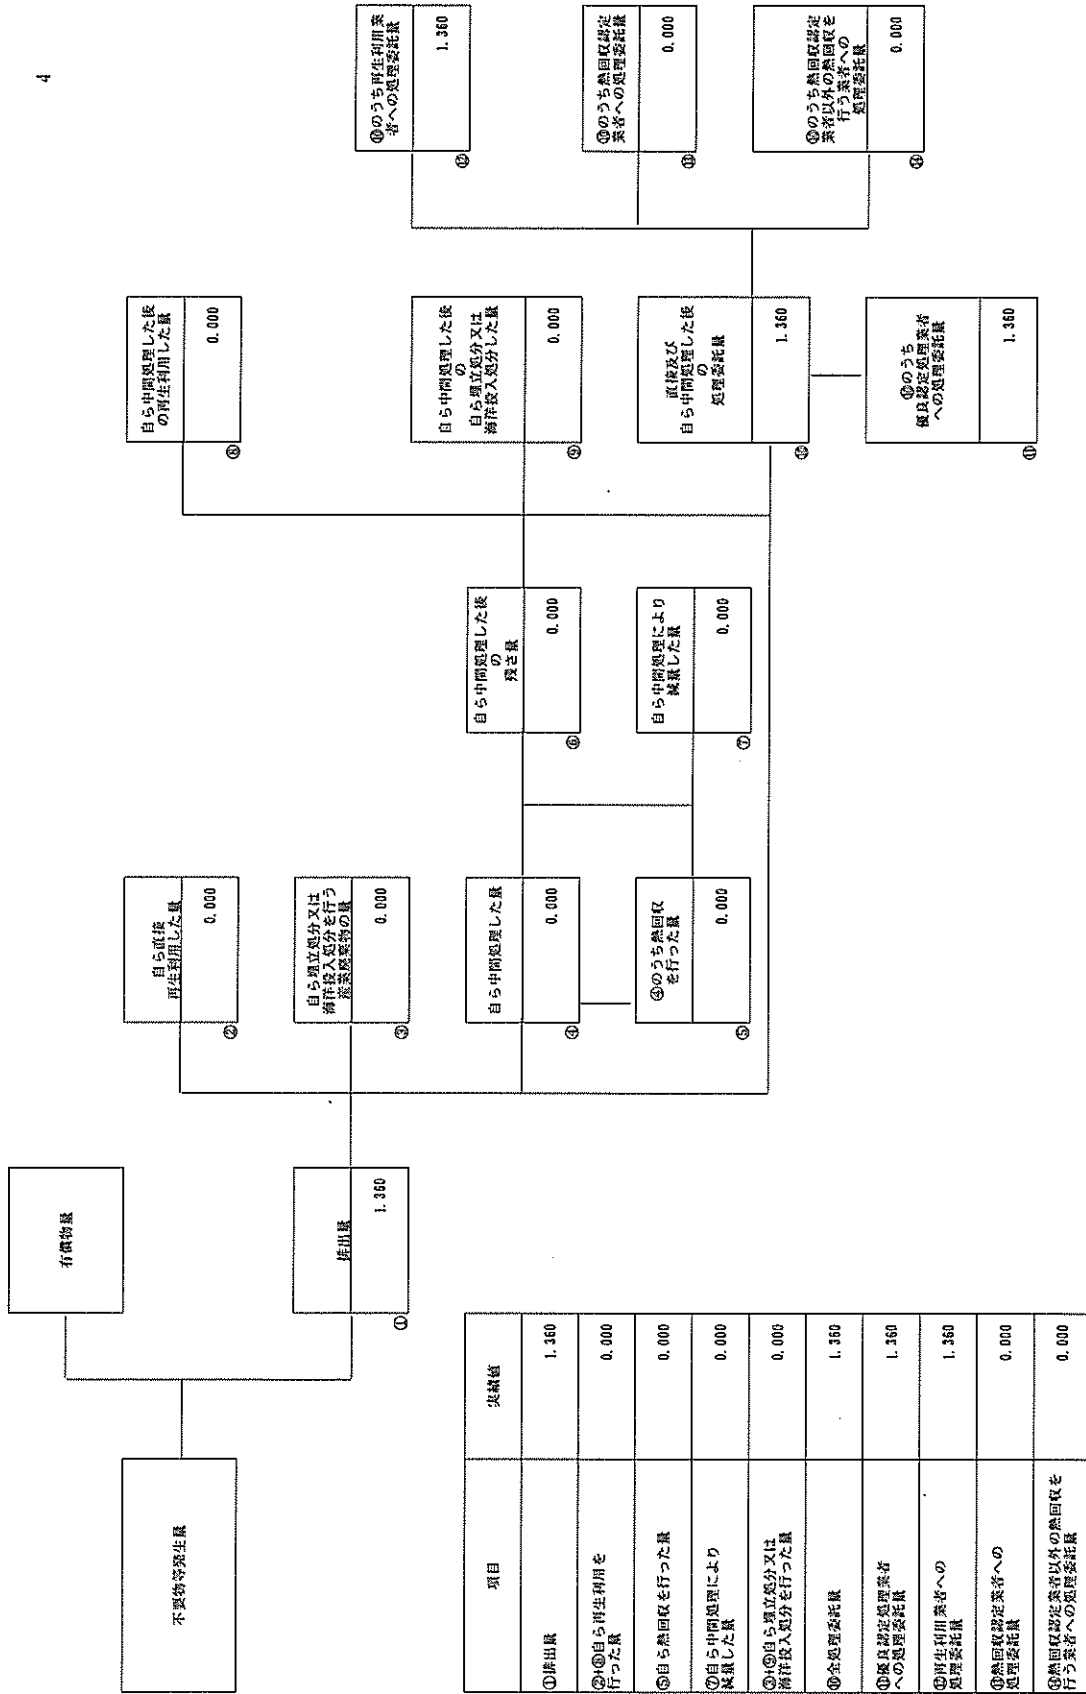 4
不要物等発生量
有償物量
排出量
1.360
①
自ら直接
再生利用した量
0.000
②
自ら埋立処分又は
海洋投入処分を行う
産業廃棄物の量
0.000
③
自ら中間処理した量
0.000
④
④のうち熱回収
を行った量
0.000
⑤
自ら中間処理した後
の
残さ量
0.000
⑥
自ら中間処理により
減量した量
0.000
⑦
自ら中間処理した後
の再生利用した量
0.000
⑧
自ら中間処理した後
の
自ら埋立処分又は
海洋投入処分した量
0.000
⑨
直接及び
自ら中間処理した後
の
処理委託量
1.360
⑩
⑩のうち
優良認定処理業者
への処理委託量
1.360
⑪
⑩のうち再生利用業
者への処理委託量
1.360
⑫
⑩のうち熱回収認定
業者への処理委託量
0.000
⑬
⑩のうち熱回収認定
業者以外の熱回収を
行う業者への
処理委託量
0.000
⑭
項目 実績値
①排出量 1.360
②+⑧自ら再生利用を
行った量 0.000
⑤自ら熱回収を行った量 0.000
⑦自ら中間処理により
減量した量 0.000
③+⑨自ら埋立処分又は
海洋投入処分を行った量 0.000
⑩全処理委託量 1.360
⑪優良認定処理業者
への処理委託量 1.360
⑫再生利用業者への
処理委託量 1.360
⑬熱回収認定業者への
処理委託量 0.000
⑭熱回収認定業者以外の熱回収を
行う業者への処理委託量 0.000